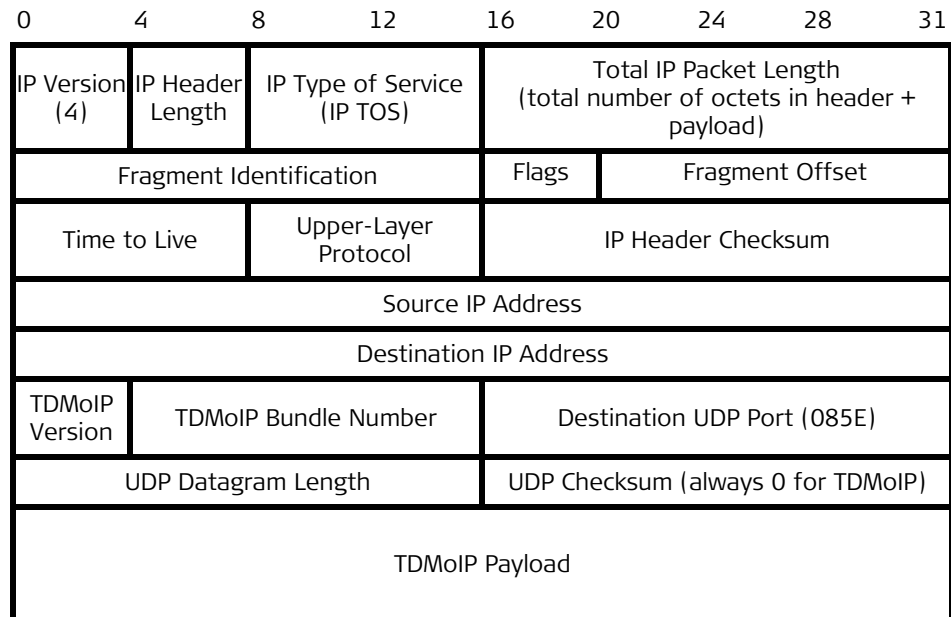 0 4 8 12 16 20 24 28 31
IP Version
(4)
IP Header
Length
IP Type of Service
(IP TOS)
Total IP Packet Length
(total number of octets in header +
payload)
Fragment Identification
Flags
Fragment Offset
Time to Live
Upper-Layer
Protocol
IP Header Checksum
Source IP Address
Destination IP Address
TDMoIP
Version
TDMoIP Bundle Number
Destination UDP Port (085E)
UDP Datagram Length
UDP Checksum (always 0 for TDMoIP)
TDMoIP Payload